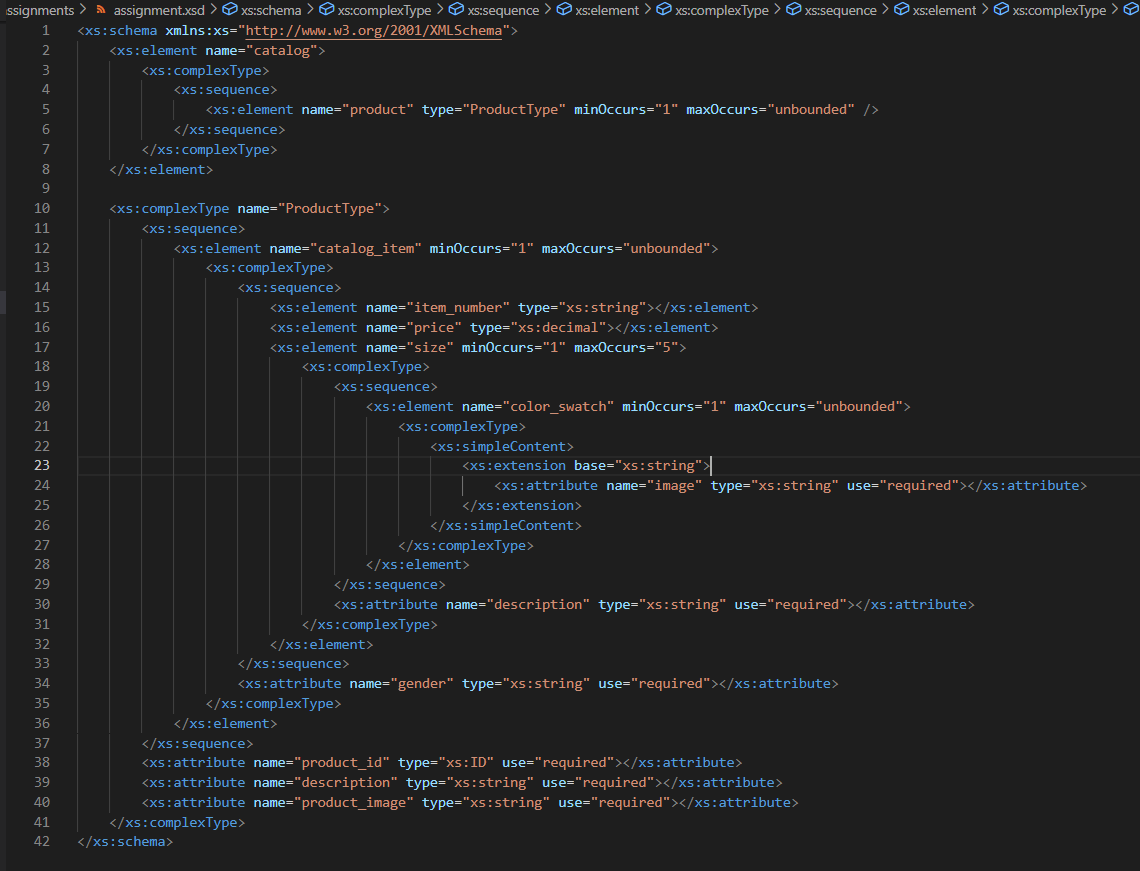 ssignments > assignment.xsd > xs:schema > xs:complexType > xs:sequence > xs:element > xs:complexType > xs:sequence > xs:element > xs:complexType >
1 <xs:schema xmlns:xs="http://www.w3.org/2001/XMLSchema">
2     <xs:element name="catalog">
3         <xs:complexType>
4             <xs:sequence>
5                 <xs:element name="product" type="ProductType" minOccurs="1" maxOccurs="unbounded" />
6             </xs:sequence>
7         </xs:complexType>
8     </xs:element>
9
10     <xs:complexType name="ProductType">
11         <xs:sequence>
12             <xs:element name="catalog_item" minOccurs="1" maxOccurs="unbounded">
13                 <xs:complexType>
14                     <xs:sequence>
15                         <xs:element name="item_number" type="xs:string"></xs:element>
16                         <xs:element name="price" type="xs:decimal"></xs:element>
17                         <xs:element name="size" minOccurs="1" maxOccurs="5">
18                             <xs:complexType>
19                                 <xs:sequence>
20                                     <xs:element name="color_swatch" minOccurs="1" maxOccurs="unbounded">
21                                         <xs:complexType>
22                                             <xs:simpleContent>
23                                                 <xs:extension base="xs:string">
24                                                     <xs:attribute name="image" type="xs:string" use="required"></xs:attribute>
25                                                 </xs:extension>
26                                             </xs:simpleContent>
27                                         </xs:complexType>
28                                     </xs:element>
29                                 </xs:sequence>
30                                 <xs:attribute name="description" type="xs:string" use="required"></xs:attribute>
31                             </xs:complexType>
32                         </xs:element>
33                     </xs:sequence>
34                     <xs:attribute name="gender" type="xs:string" use="required"></xs:attribute>
35                 </xs:complexType>
36             </xs:element>
37         </xs:sequence>
38         <xs:attribute name="product_id" type="xs:ID" use="required"></xs:attribute>
39         <xs:attribute name="description" type="xs:string" use="required"></xs:attribute>
40         <xs:attribute name="product_image" type="xs:string" use="required"></xs:attribute>
41     </xs:complexType>
42 </xs:schema>